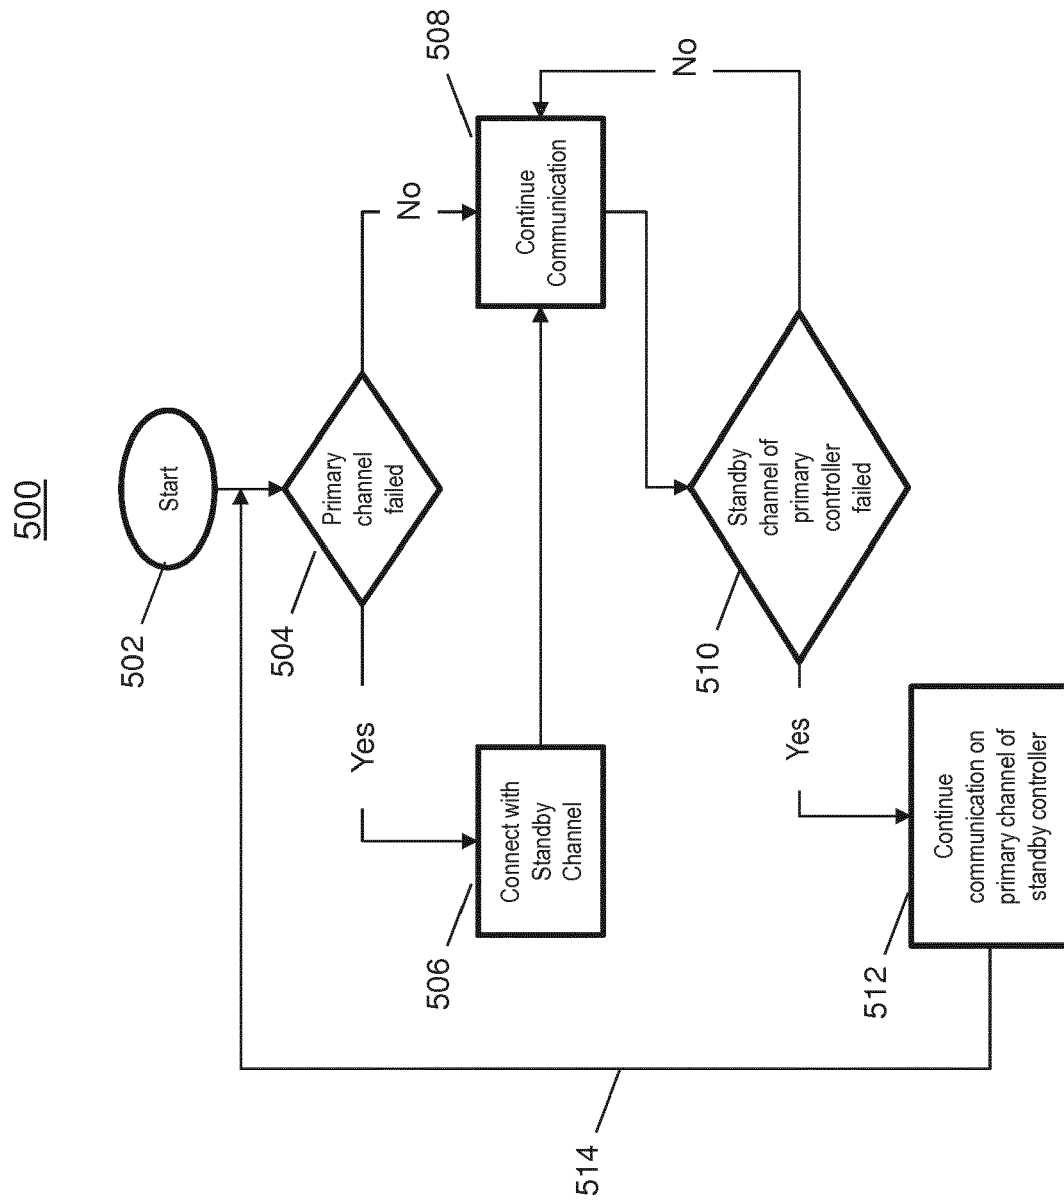 500
Start
502
Primary
channel
failed
504
Yes
No
Connect with
Standby
Channel
506
Continue
Communication
508
Standby
channel of
primary
controller
failed
510
Yes
No
Continue
communication on
primary channel of
standby controller
512
514